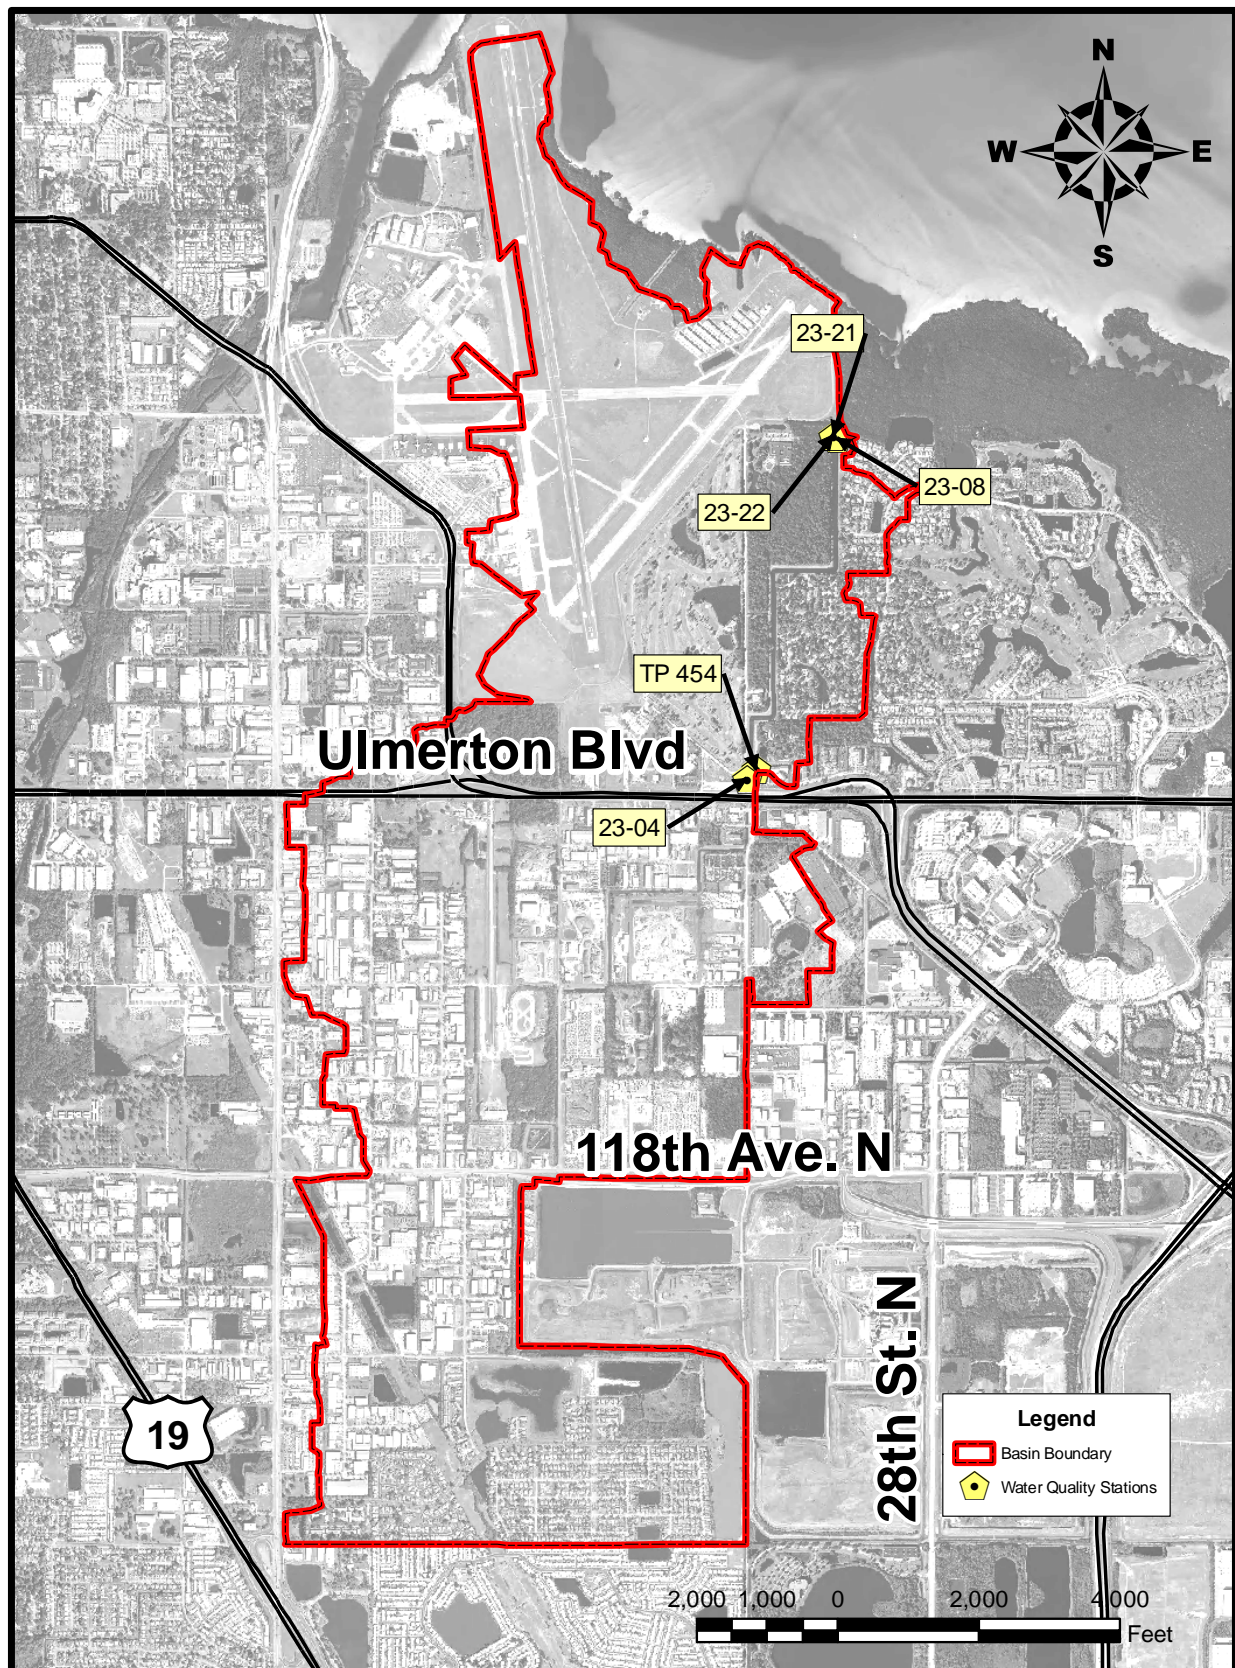 N
W E
S
23-21
23-08
23-22
TP 454
Ulmerton Blvd
23-04
118th Ave. N
28th St. N
19
Legend
Basin Boundary
Water Quality Stations
2,000 1,000 0 2,000 4,000
Feet